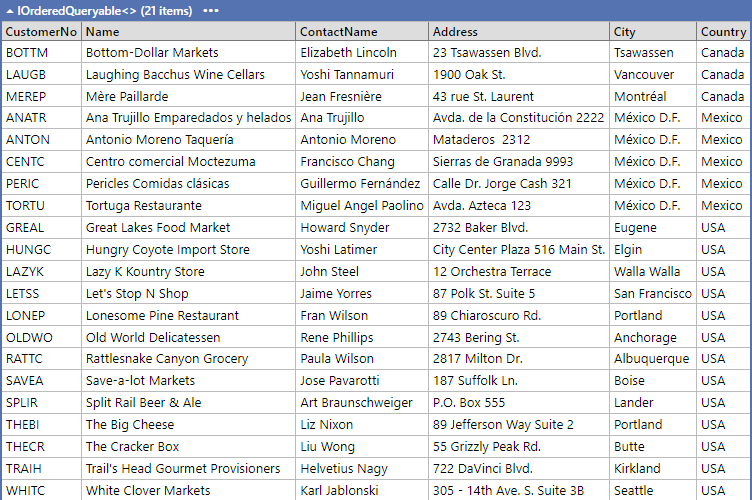 IOrderedQueryable<> (21 items) •••
CustomerNo Name ContactName Address City Country
BOTTM Bottom-Dollar Markets Elizabeth Lincoln 23 Tsawassen Blvd. Tsawassen Canada
LAUGB Laughing Bacchus Wine Cellars Yoshi Tannamuri 1900 Oak St. Vancouver Canada
MEREP Mère Paillarde Jean Fresnière 43 rue St. Laurent Montréal Canada
ANATR Ana Trujillo Emparedados y helados Ana Trujillo Avda. de la Constitución 2222 México D.F. Mexico
ANTON Antonio Moreno Taquería Antonio Moreno Mataderos  2312 México D.F. Mexico
CENTC Centro comercial Moctezuma Francisco Chang Sierras de Granada 9993 México D.F. Mexico
PERIC Pericles Comidas clásicas Guillermo Fernández Calle Dr. Jorge Cash 321 México D.F. Mexico
TORTU Tortuga Restaurante Miguel Angel Paolino Avda. Azteca 123 México D.F. Mexico
GREAL Great Lakes Food Market Howard Snyder 2732 Baker Blvd. Eugene USA
HUNGC Hungry Coyote Import Store Yoshi Latimer City Center Plaza 516 Main St. Elgin USA
LAZYK Lazy K Kountry Store John Steel 12 Orchestra Terrace Walla Walla USA
LETSS Let's Stop N Shop Jaime Yorres 87 Polk St. Suite 5 San Francisco USA
LONEP Lonesome Pine Restaurant Fran Wilson 89 Chiaroscuro Rd. Portland USA
OLDWO Old World Delicatessen Rene Phillips 2743 Bering St. Anchorage USA
RATTC Rattlesnake Canyon Grocery Paula Wilson 2817 Milton Dr. Albuquerque USA
SAVEA Save-a-lot Markets Jose Pavarotti 187 Suffolk Ln. Boise USA
SPLIR Split Rail Beer & Ale Art Braunschweiger P.O. Box 555 Lander USA
THEBI The Big Cheese Liz Nixon 89 Jefferson Way Suite 2 Portland USA
THECR The Cracker Box Liu Wong 55 Grizzly Peak Rd. Butte USA
TRAIH Trail's Head Gourmet Provisioners Helvetius Nagy 722 DaVinci Blvd. Kirkland USA
WHITC White Clover Markets Karl Jablonski 305 - 14th Ave. S. Suite 3B Seattle USA